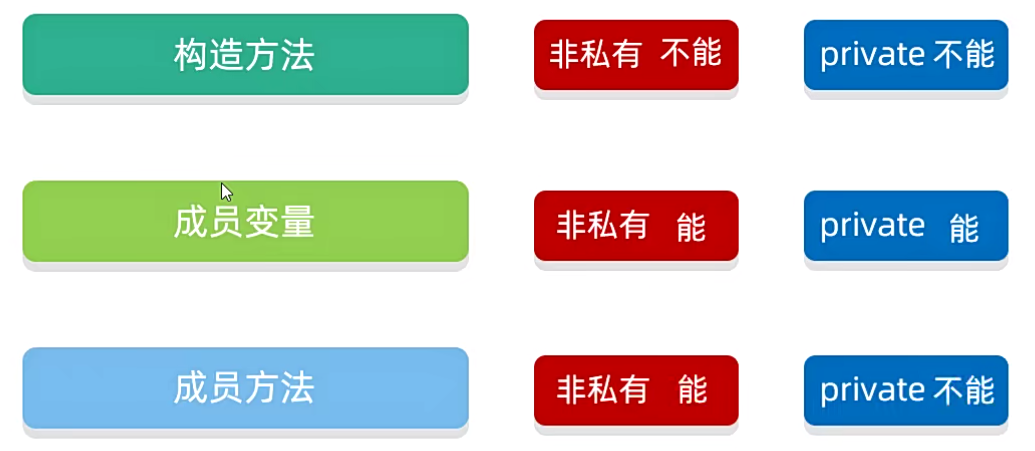 构造方法 非私有 不能 private 不能
成员变量 非私有 能 private 能
成员方法 非私有 能 private 不能